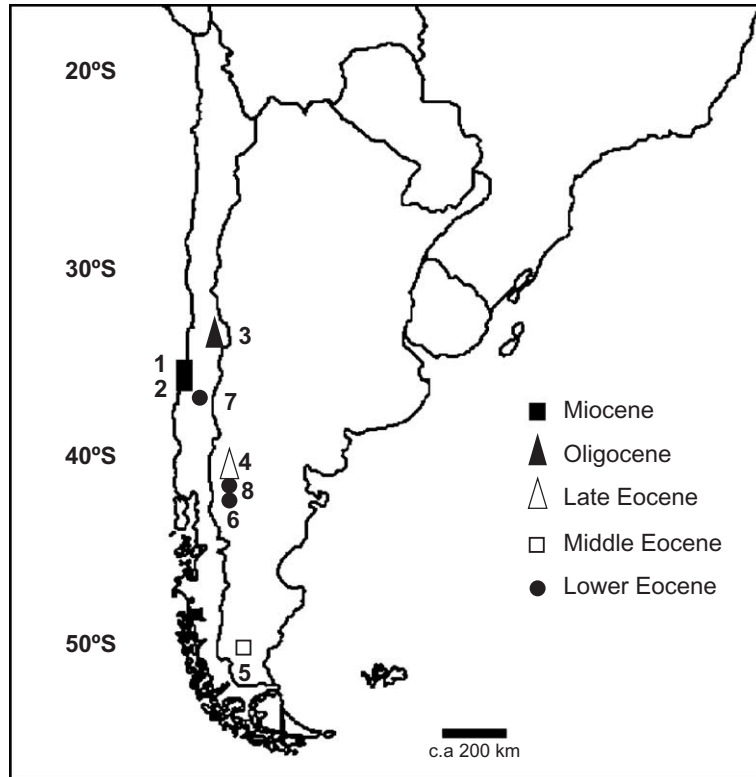 20ºS
30ºS
3
1
2
7
40ºS
4
8
6
50ºS
5
Miocene
Oligocene
Late Eocene
Middle Eocene
Lower Eocene
c.a 200 km